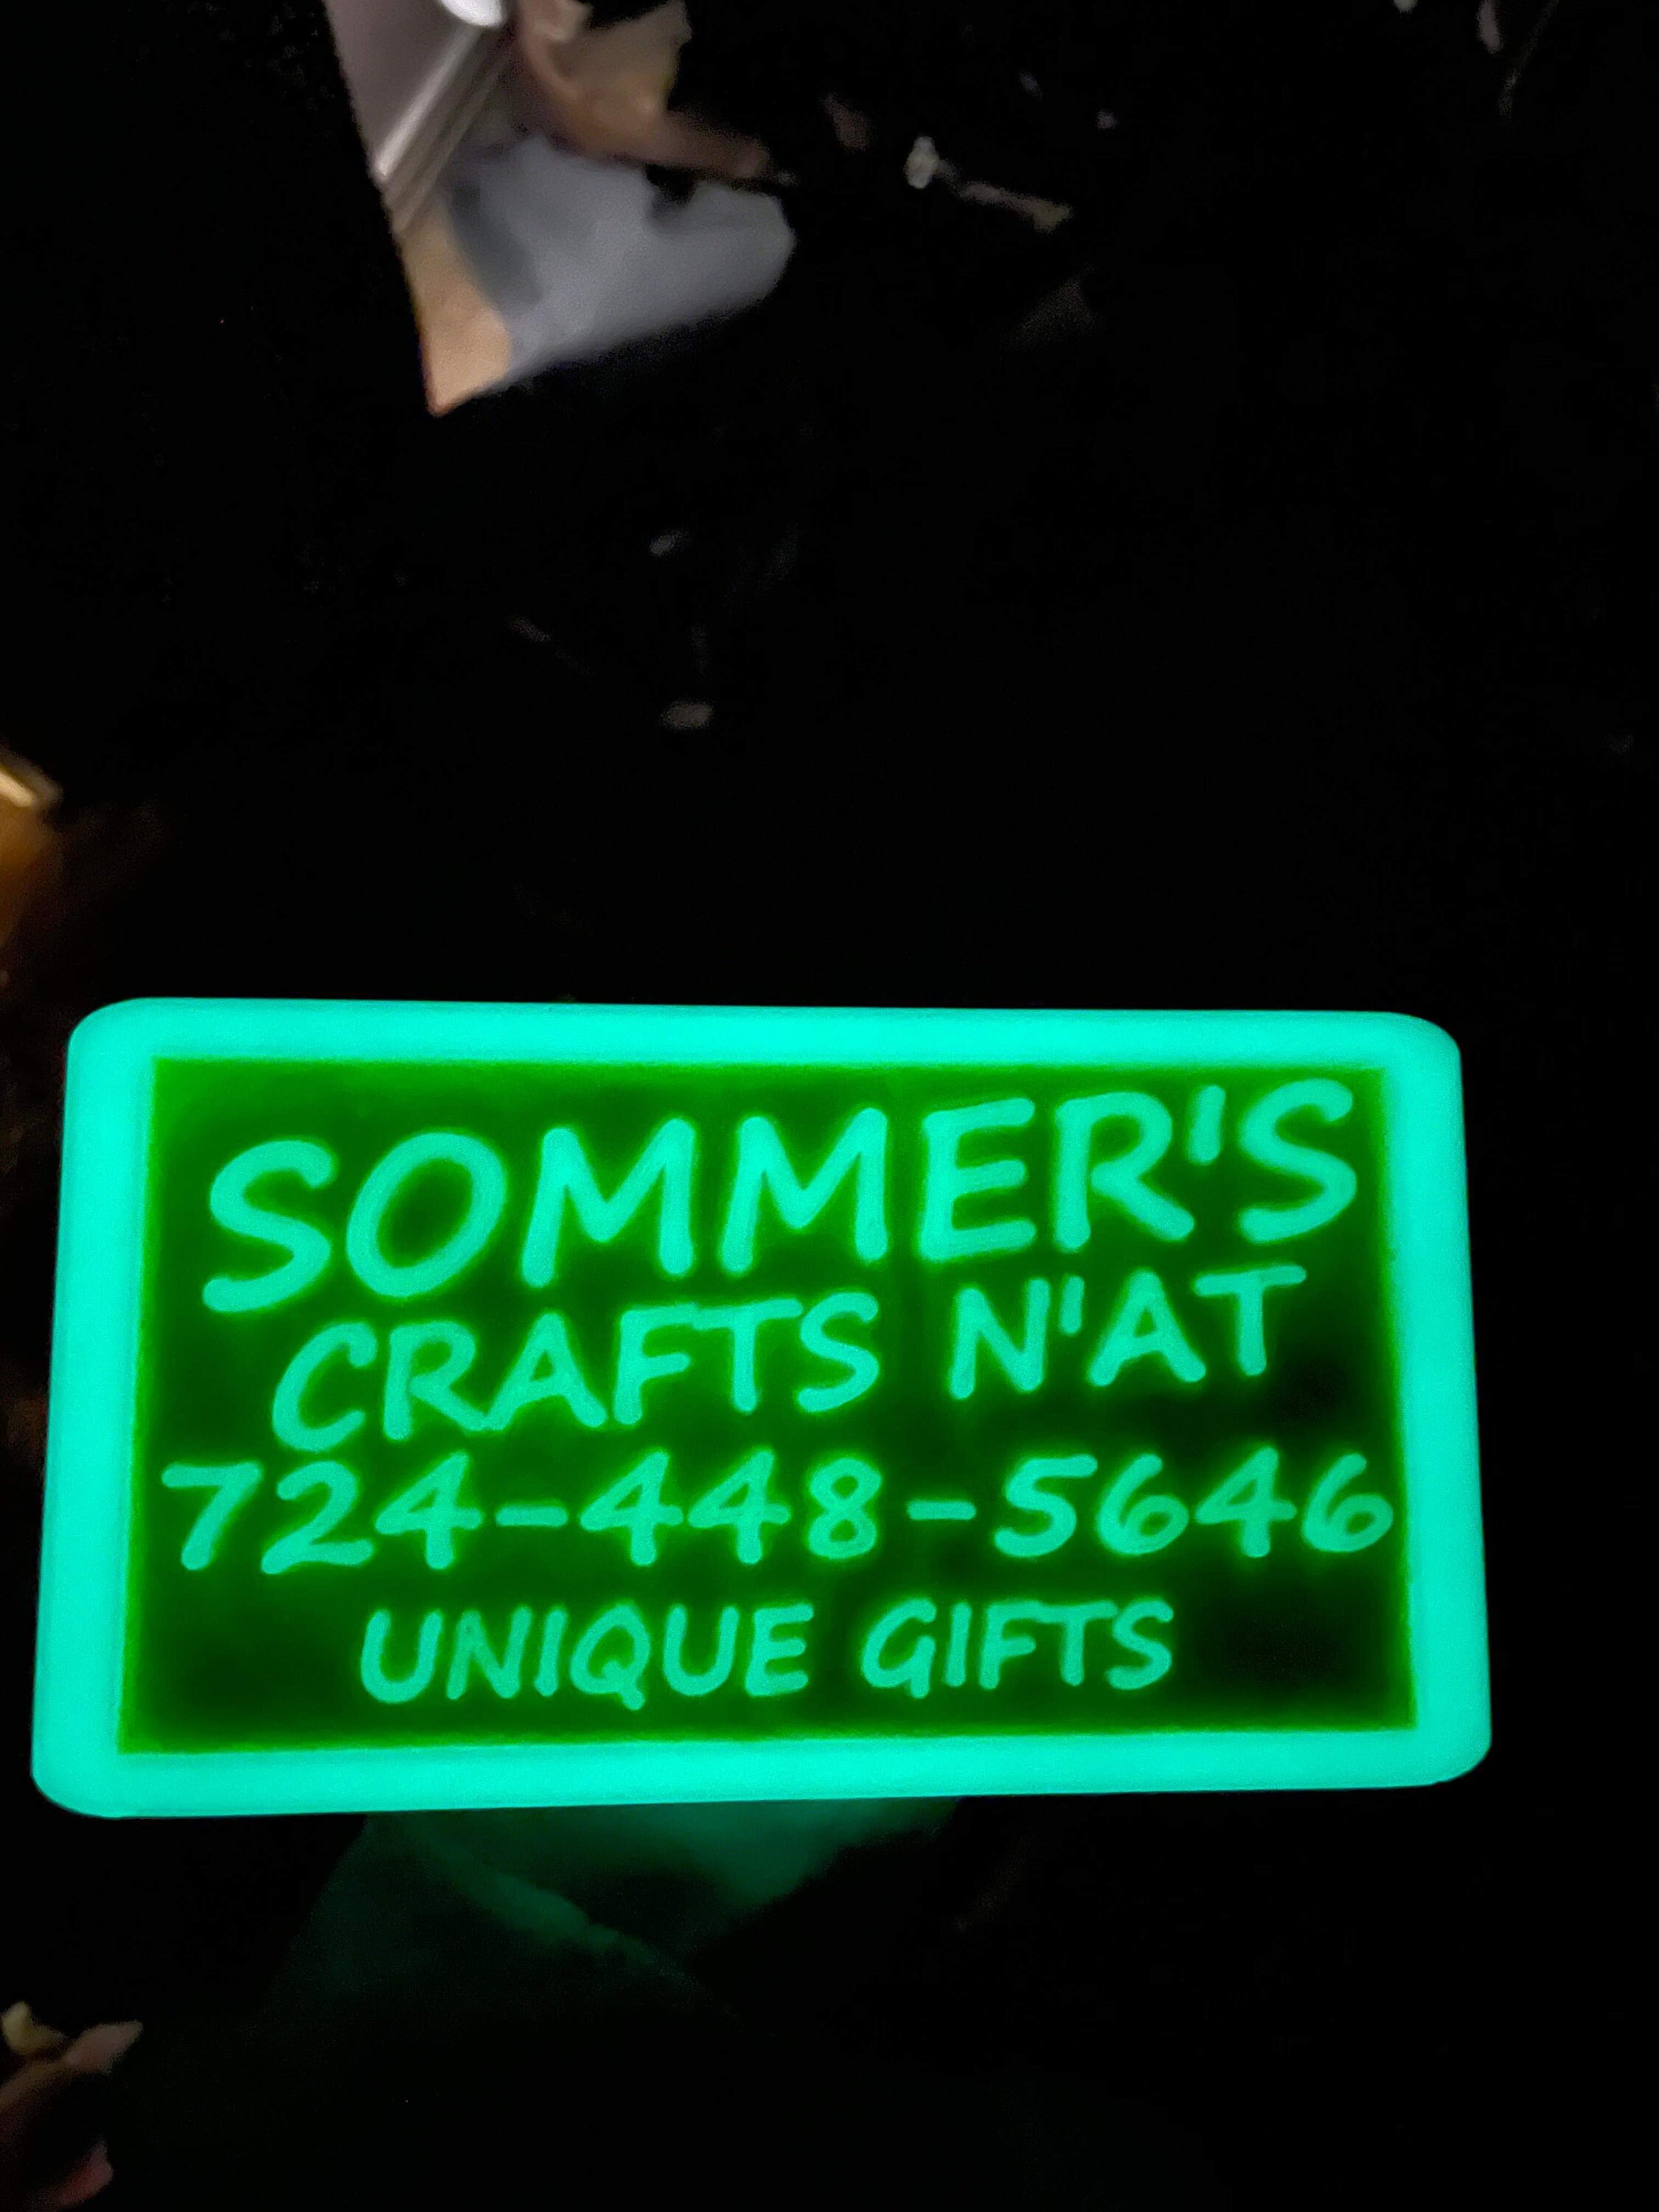 SOMMER'S
CRAFTS N'AT
724-448-5646
UNIQUE GIFTS